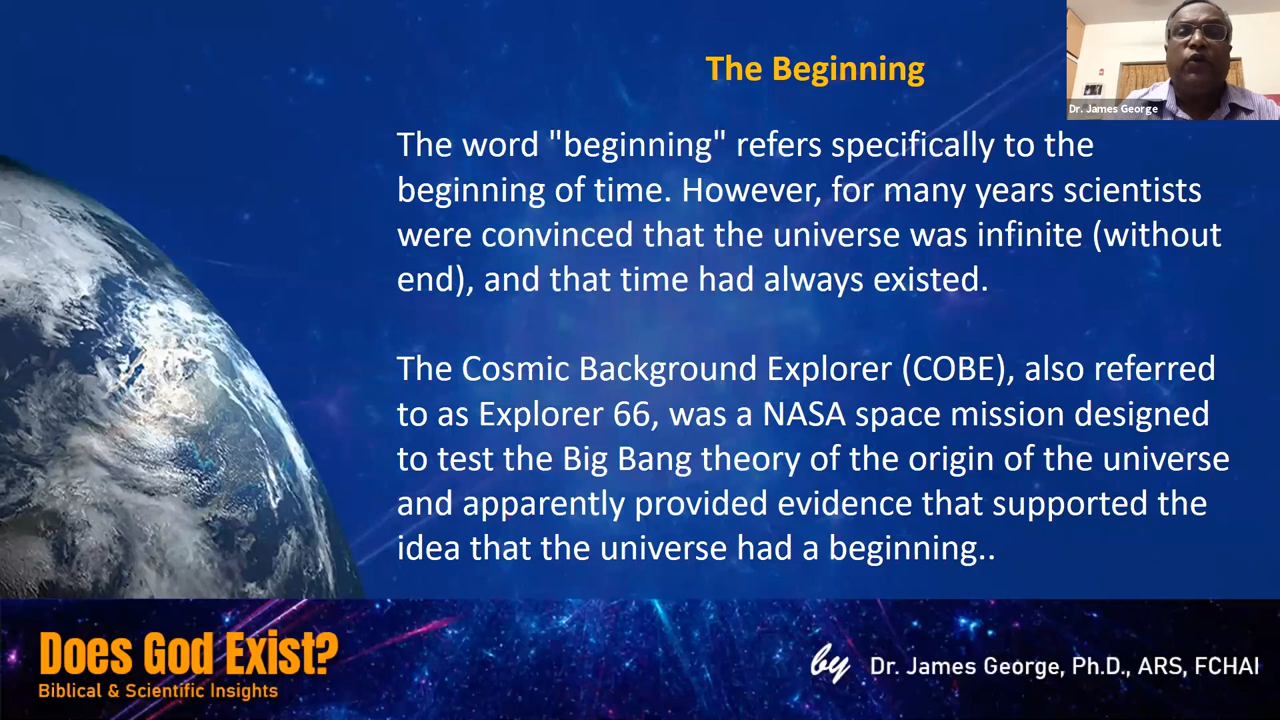 The Beginning
Dr. James George
The word "beginning" refers specifically to the
beginning of time. However, for many years scientists
were convinced that the universe was infinite (without
end), and that time had always existed.
The Cosmic Background Explorer (COBE), also referred
to as Explorer 66, was a NASA space mission designed
to test the Big Bang theory of the origin of the universe
and apparently provided evidence that supported the
idea that the universe had a beginning..
Does God Exist?
Biblical & Scientific Insights
by Dr. James George, Ph.D., ARS, FCHAI